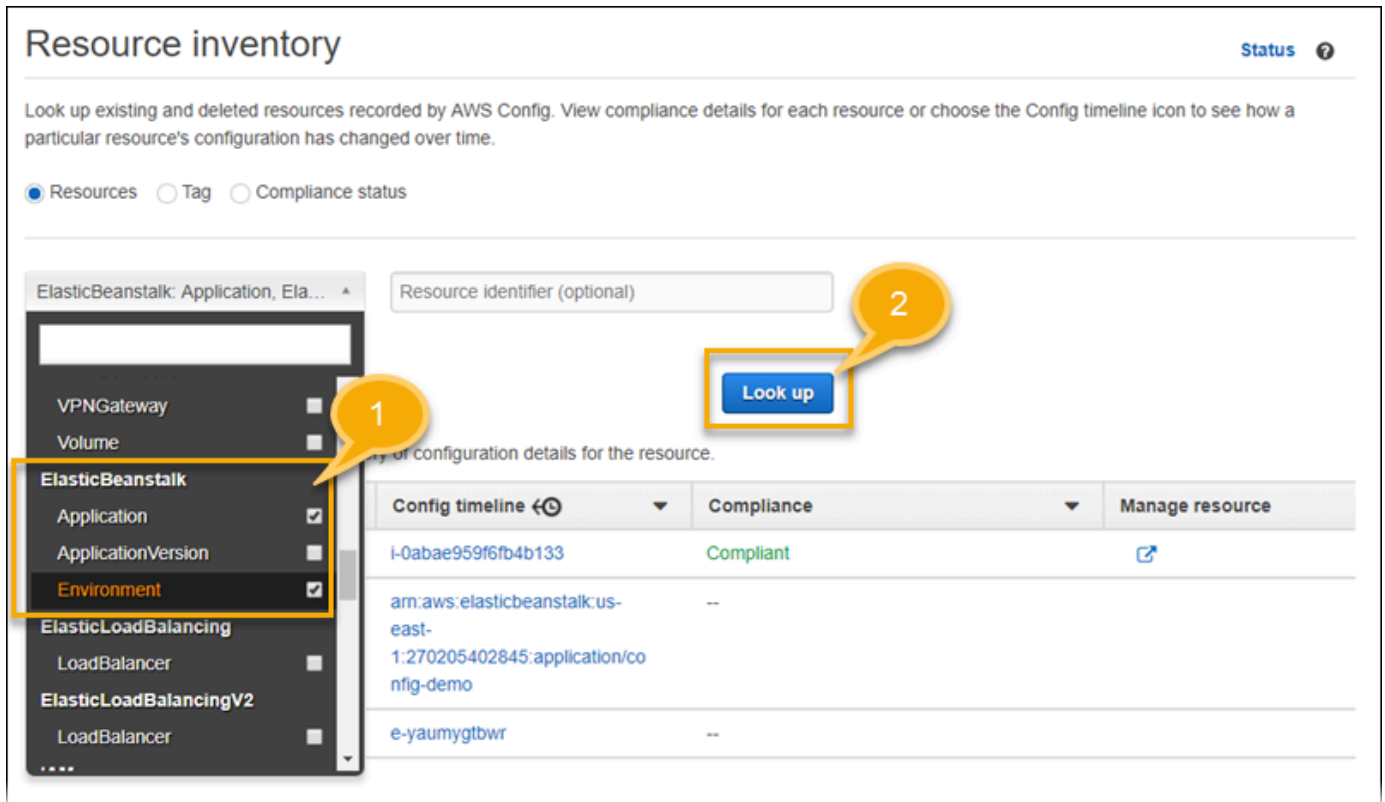 Resource inventory
Status
Look up existing and deleted resources recorded by AWS Config. View compliance details for each resource or choose the Config timeline icon to see how a
particular resource's configuration has changed over time.
Resources Tag Compliance status
ElasticBeanstalk: Application, Ela...
Resource identifier (optional)
2
Look up
1
VPNGateway
Volume
ElasticBeanstalk
Application
ApplicationVersion
Environment
ElasticLoadBalancing
LoadBalancer
ElasticLoadBalancingV2
LoadBalancer
or configuration details for the resource.
Config timeline Compliance Manage resource
i-0abae959f6fb4b133 Compliant
arn:aws:elasticbeanstalk:us- --
east-
1:270205402845:application/co
nfig-demo
e-yaumygtbwr --